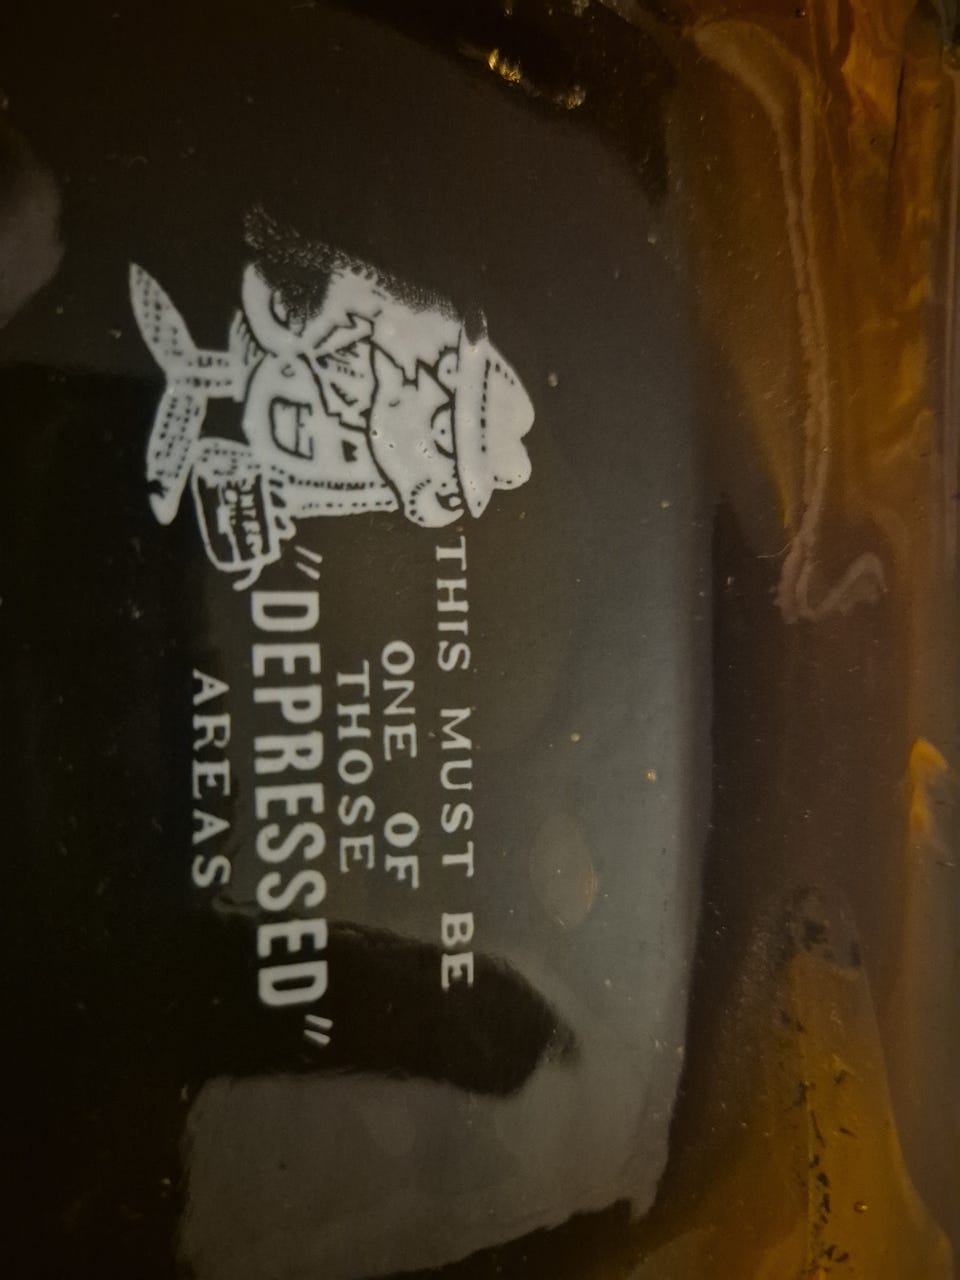 THIS MUST BE
ONE OF
THOSE
"DEPRESSED"
AREAS